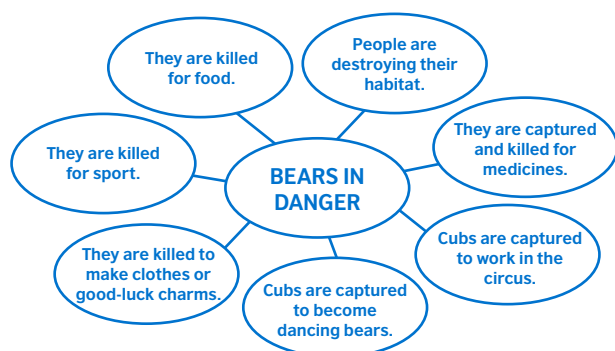 They are killed
for food.
People are
destroying their
habitat.
They are killed
for sport.
BEARS IN
DANGER
They are captured
and killed for
medicines.
They are killed to
make clothes or
good-luck charms.
Cubs are captured
to become
dancing bears.
Cubs are captured
to work in the
circus.